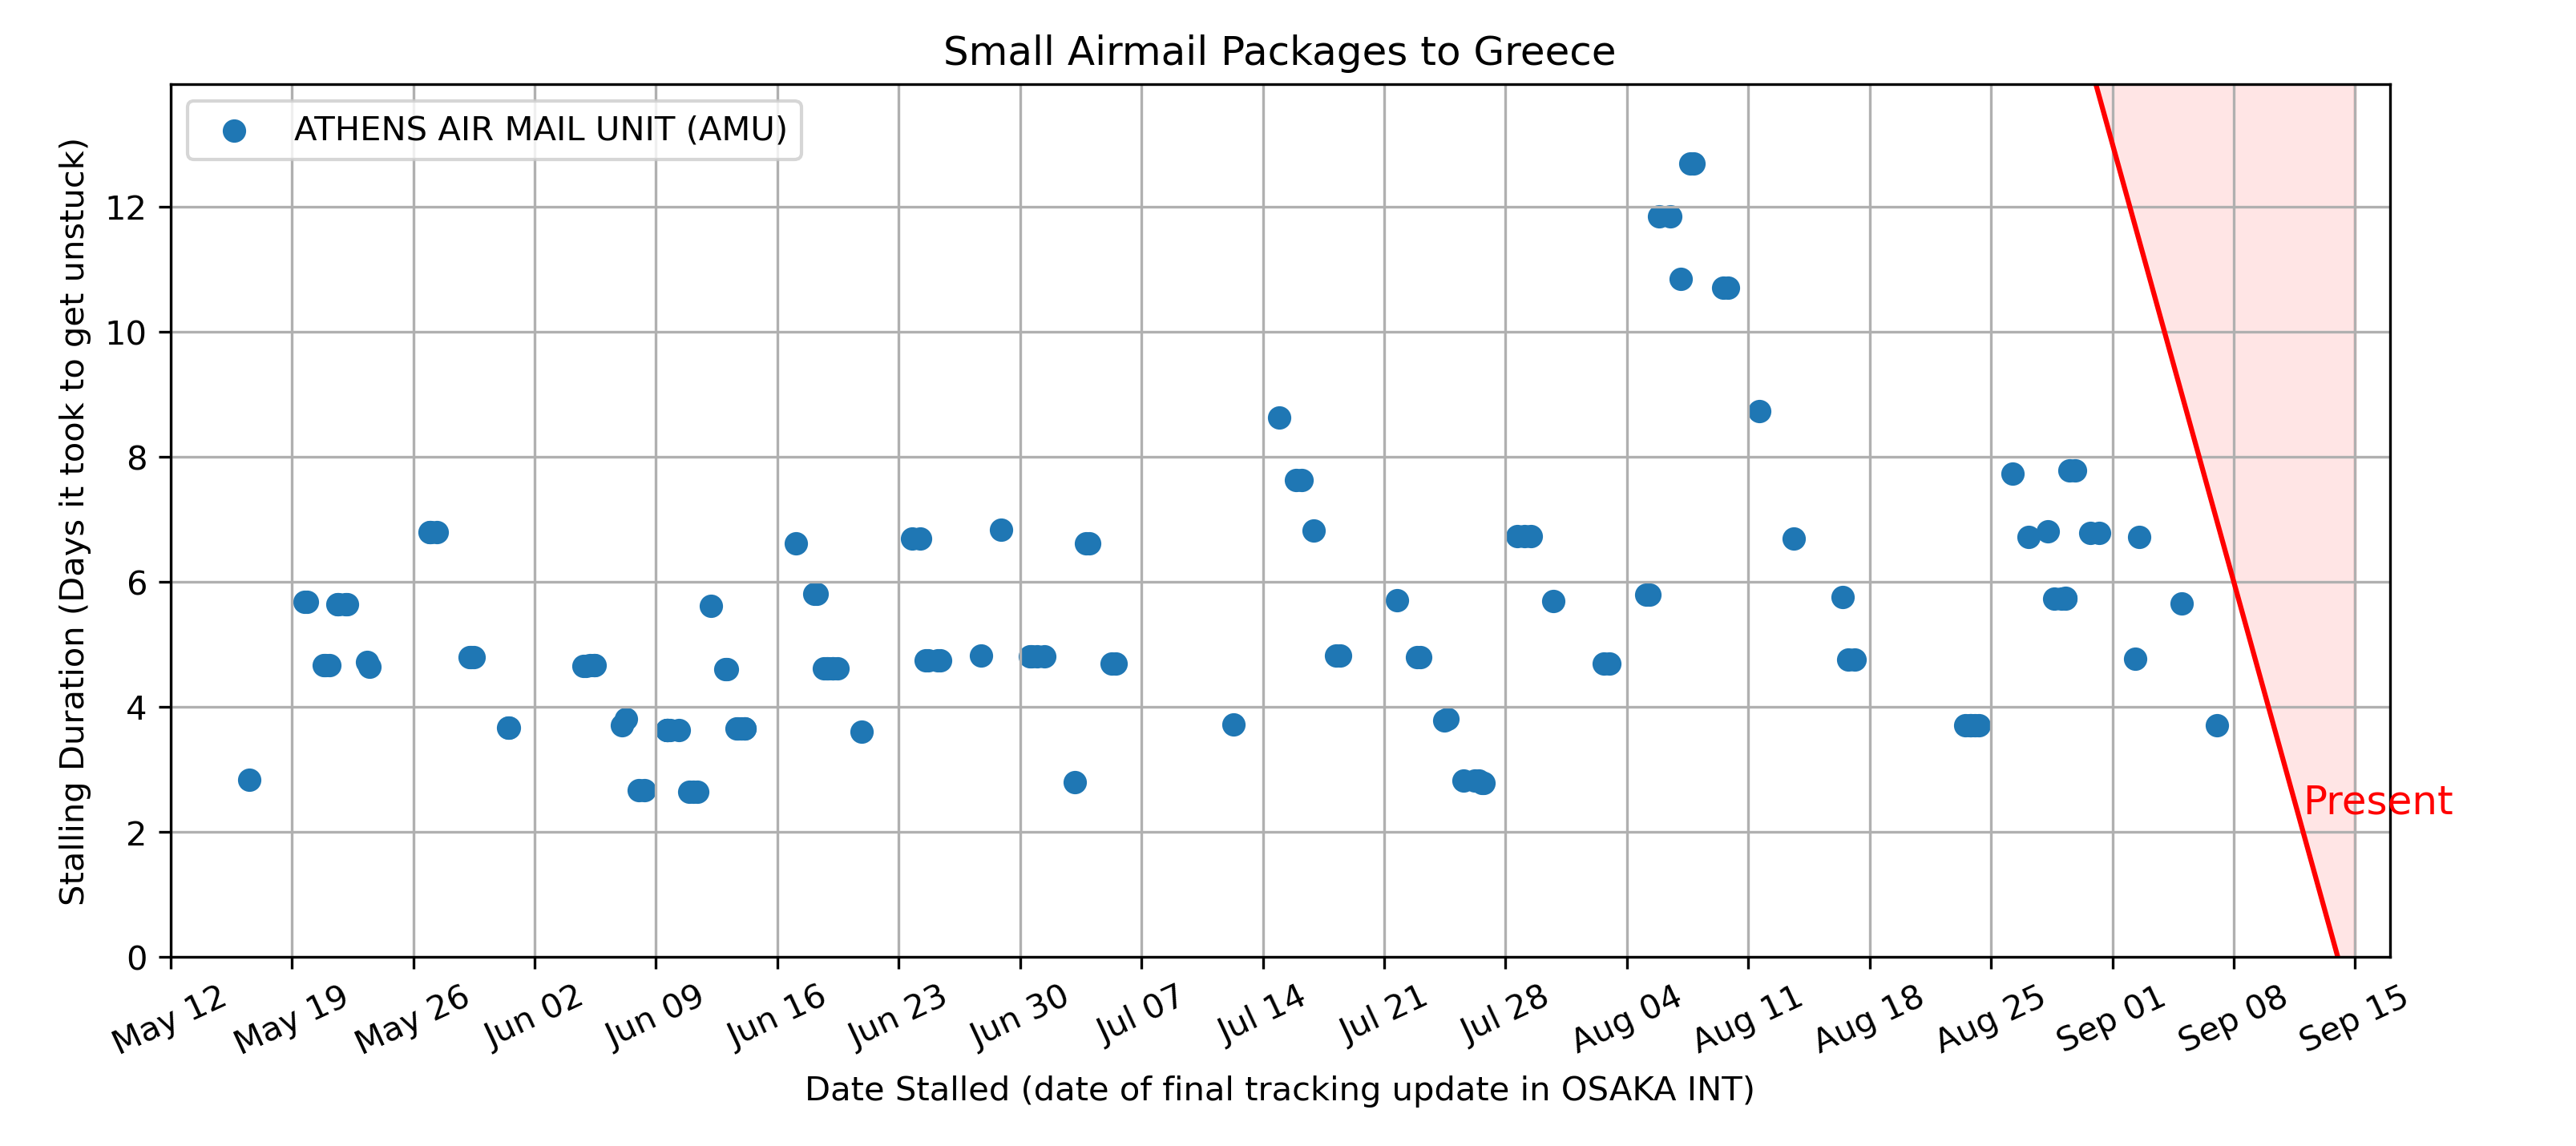 Small Airmail Packages to Greece
ATHENS AIR MAIL UNIT (AMU)
Stalling Duration (Days it took to get unstuck)
12
10
8
6
4
2
0
Present
May 12
May 19
May 26
Jun 02
Jun 09
Jun 16
Jun 23
Jun 30
Jul 07
Jul 14
Jul 21
Jul 28
Aug 04
Aug 11
Aug 18
Aug 25
Sep 01
Sep 08
Sep 15
Date Stalled (date of final tracking update in OSAKA INT)